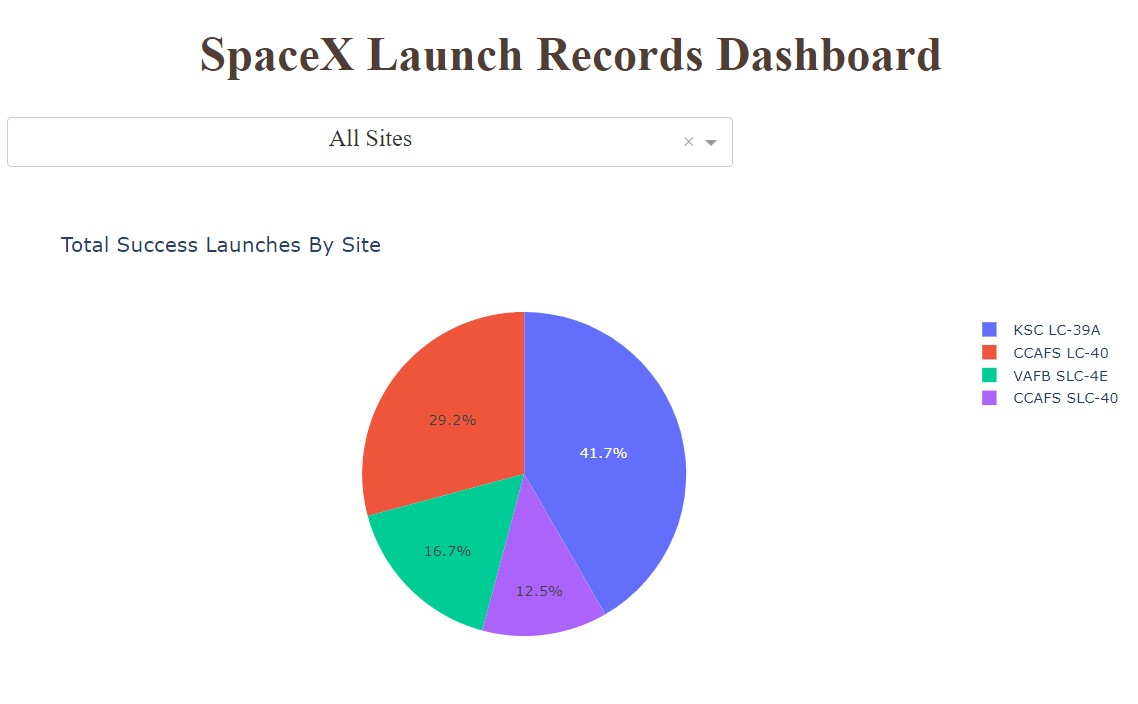 SpaceX Launch Records Dashboard
All Sites
×
Total Success Launches By Site
KSC LC-39A
CCAFS LC-40
VAFB SLC-4E
CCAFS SLC-40
29.2%
41.7%
16.7%
12.5%